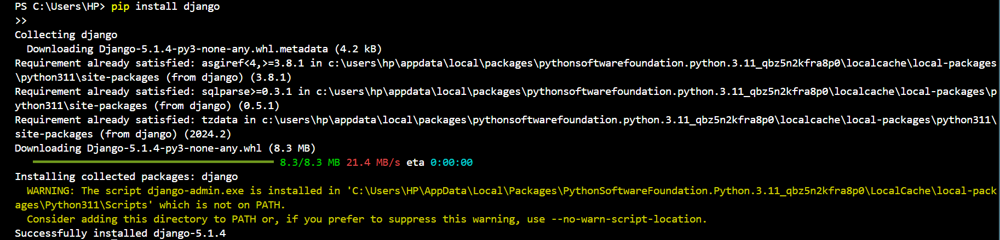 PS C:\Users\HP> pip install django
>>
Collecting django
  Downloading Django-5.1.4-py3-none-any.whl.metadata (4.2 kB)
Requirement already satisfied: asgiref<4,>=3.8.1 in c:\users\hp\appdata\local\packages\pythonsoftwarefoundation.python.3.11_qbz5n2kfra8p0\localcache\local-packages
\python311\site-packages (from django) (3.8.1)
Requirement already satisfied: sqlparse>=0.3.1 in c:\users\hp\appdata\local\packages\pythonsoftwarefoundation.python.3.11_qbz5n2kfra8p0\localcache\local-packages\p
ython311\site-packages (from django) (0.5.1)
Requirement already satisfied: tzdata in c:\users\hp\appdata\local\packages\pythonsoftwarefoundation.python.3.11_qbz5n2kfra8p0\localcache\local-packages\python311\
site-packages (from django) (2024.2)
Downloading Django-5.1.4-py3-none-any.whl (8.3 MB)
8.3/8.3 MB 21.4 MB/s eta 0:00:00
Installing collected packages: django
  WARNING: The script django-admin.exe is installed in 'C:\Users\HP\AppData\Local\Packages\PythonSoftwareFoundation.Python.3.11_qbz5n2kfra8p0\LocalCache\local-pack
ages\Python311\Scripts' which is not on PATH.
  Consider adding this directory to PATH or, if you prefer to suppress this warning, use --no-warn-script-location.
Successfully installed django-5.1.4